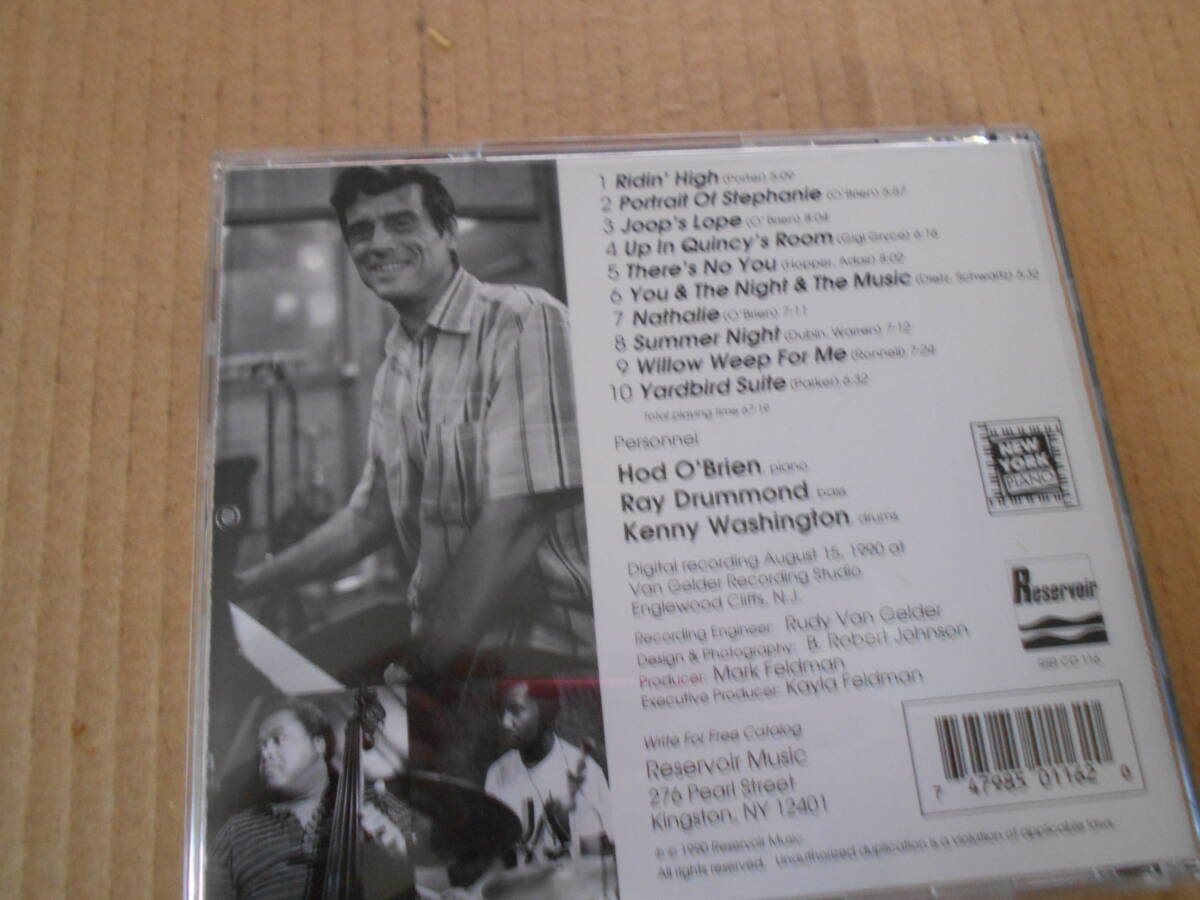 1 Ridin' High (Porter) 5:09
2 Portrait Of Stephanie (O'Brien) 5:57
3 Joop's Lope (O'Brien) 8:04
4 Up In Quincy's Room (Gigi Gryce) 6:16
5 There's No You (Hopper, Adair) 8:02
6 You & The Night & The Music (Dietz, Schwartz) 5:32
7 Nathalie (O'Brien) 7:11
8 Summer Night (Dubin, Warren) 7:12
9 Willow Weep For Me (Ronnell) 7:24
10 Yardbird Suite (Parker) 6:32
Total playing time 67:19
Personnel
Hod O'Brien, piano
Ray Drummond, bass
Kenny Washington, drums
NEW
YORK
PIANO
Digital recording August 15, 1990 at
Van Gelder Recording Studio
Englewood Cliffs, N.J.
Recording Engineer: Rudy Van Gelder
Design & Photography: B. Robert Johnson
Producer: Mark Feldman
Executive Producer: Kayla Feldman
Reservoir
RSR CD 116
Write For Free Catalog
Reservoir Music
276 Pearl Street
Kingston, NY 12401
7 47985 01162 0
℗ © 1990 Reservoir Music
All rights reserved. Unauthorized duplication is a violation of applicable laws.